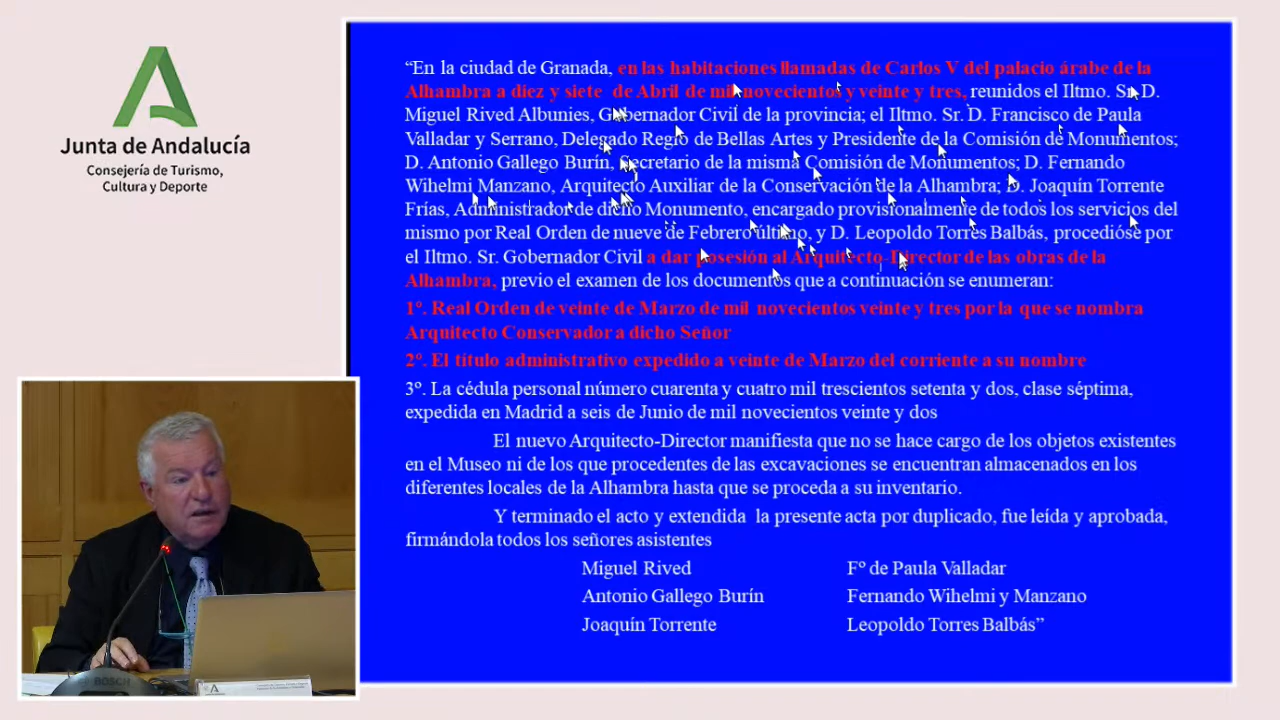 Junta de Andalucía
Consejería de Turismo,
Cultura y Deporte
“En la ciudad de Granada, en las habitaciones llamadas de Carlos V del palacio árabe de la
Alhambra a diez y siete de Abril de mil novecientos y veinte y tres, reunidos el Iltmo. Sr. D.
Miguel Rived Albunies, Gobernador Civil de la provincia; el Iltmo. Sr. D. Francisco de Paula
Valladar y Serrano, Delegado Regio de Bellas Artes y Presidente de la Comisión de Monumentos;
D. Antonio Gallego Burín, Secretario de la misma Comisión de Monumentos; D. Fernando
Wihelmi Manzano, Arquitecto Auxiliar de la Conservación de la Alhambra; D. Joaquín Torrente
Frías, Administrador de dicho Monumento, encargado provisionalmente de todos los servicios del
mismo por Real Orden de nueve de Febrero último, y D. Leopoldo Torres Balbás, procedióse por
el Iltmo. Sr. Gobernador Civil a dar posesión al Arquitecto-Director de las obras de la
Alhambra, previo el examen de los documentos que a continuación se enumeran:
1º. Real Orden de veinte de Marzo de mil novecientos veinte y tres por la que se nombra
Arquitecto Conservador a dicho Señor
2º. El título administrativo expedido a veinte de Marzo del corriente a su nombre
3º. La cédula personal número cuarenta y cuatro mil trescientos setenta y dos, clase séptima,
expedida en Madrid a seis de Junio de mil novecientos veinte y dos
El nuevo Arquitecto-Director manifiesta que no se hace cargo de los objetos existentes
en el Museo ni de los que procedentes de las excavaciones se encuentran almacenados en los
diferentes locales de la Alhambra hasta que se proceda a su inventario.
Y terminado el acto y extendida la presente acta por duplicado, fue leída y aprobada,
firmándola todos los señores asistentes
Miguel Rived Fº de Paula Valladar
Antonio Gallego Burín Fernando Wihelmi y Manzano
Joaquín Torrente Leopoldo Torres Balbás”
BOSCH